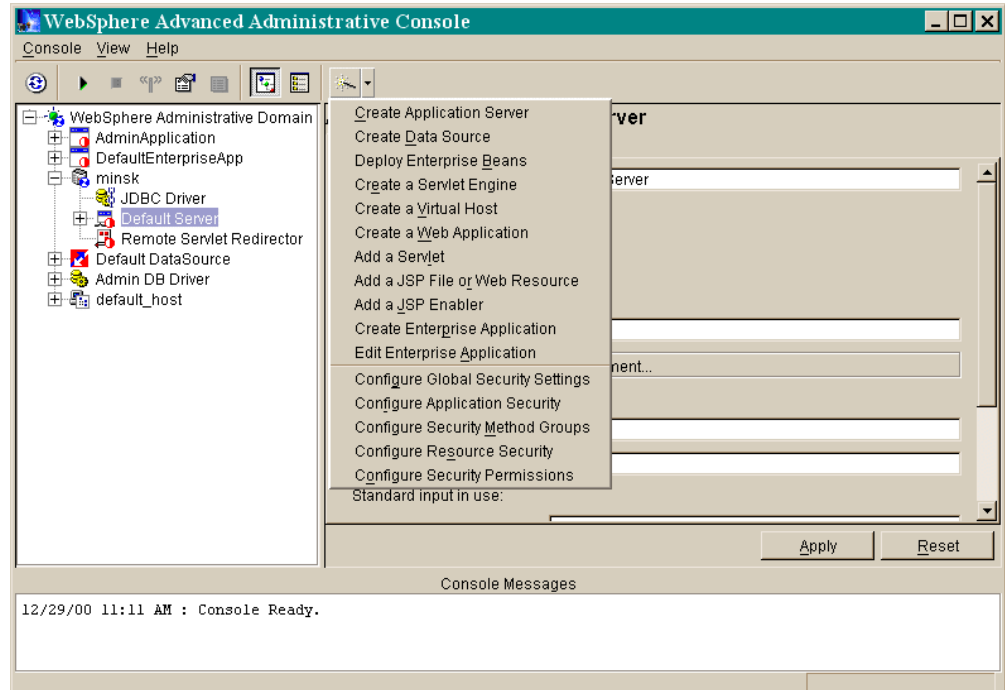 WebSphere Advanced Administrative Console
Console View Help
WebSphere Administrative Domain
AdminApplication
DefaultEnterpriseApp
minsk
JDBC Driver
Default Server
Remote Servlet Redirector
Default DataSource
Admin DB Driver
default_host
Create Application Server
Create Data Source
Deploy Enterprise Beans
Create a Servlet Engine
Create a Virtual Host
Create a Web Application
Add a Servlet
Add a JSP File or Web Resource
Add a JSP Enabler
Create Enterprise Application
Edit Enterprise Application
Configure Global Security Settings
Configure Application Security
Configure Security Method Groups
Configure Resource Security
Configure Security Permissions
rver
Server
nent...
Standard input in use:
Apply Reset
Console Messages
12/29/00 11:11 AM : Console Ready.